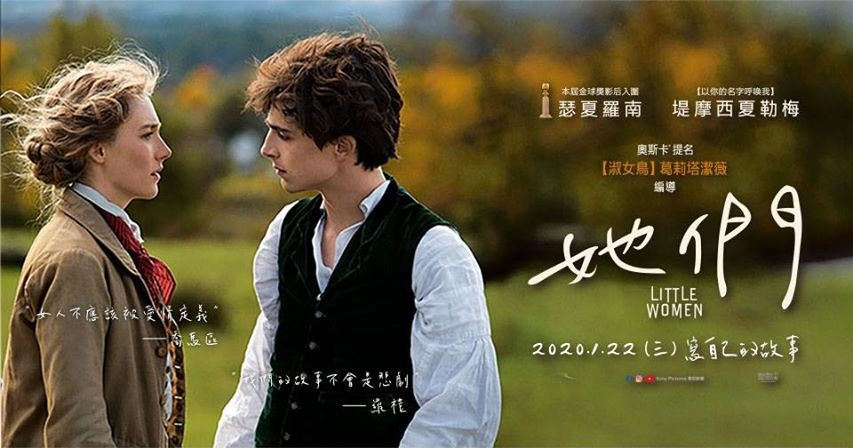 本屆金球獎影后入圍
瑟夏羅南
【以你的名字呼喚我】
堤摩西夏勒梅
奧斯卡®提名
【淑女鳥】葛莉塔潔薇
編導
她們
LITTLE
WOMEN
2020.1.22(三)寫自己的故事
Sony Pictures
"女人不應該被愛情定義"
——喬馬區
"我們的故事不會是悲劇
——羅禮